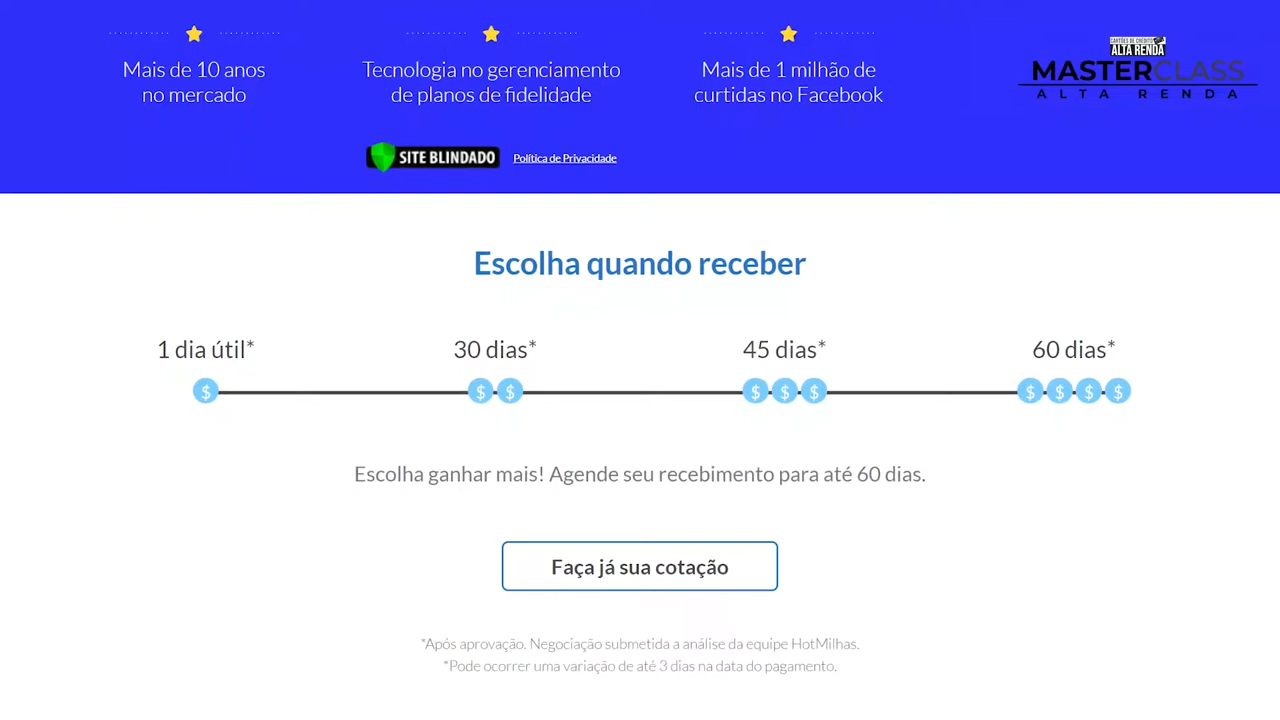 Mais de 10 anos
no mercado
Tecnologia no gerenciamento
de planos de fidelidade
Mais de 1 milhão de
curtidas no Facebook
CARTÕES DE CRÉDITO
ALTA RENDA
MASTERCLASS
ALTA RENDA
SITE BLINDADO
Política de Privacidade
Escolha quando receber
1 dia útil*
30 dias*
45 dias*
60 dias*
$
$ $
$ $ $
$ $ $ $
Escolha ganhar mais! Agende seu recebimento para até 60 dias.
Faça já sua cotação
*Após aprovação. Negociação submetida a análise da equipe HotMilhas.
*Pode ocorrer uma variação de até 3 dias na data do pagamento.